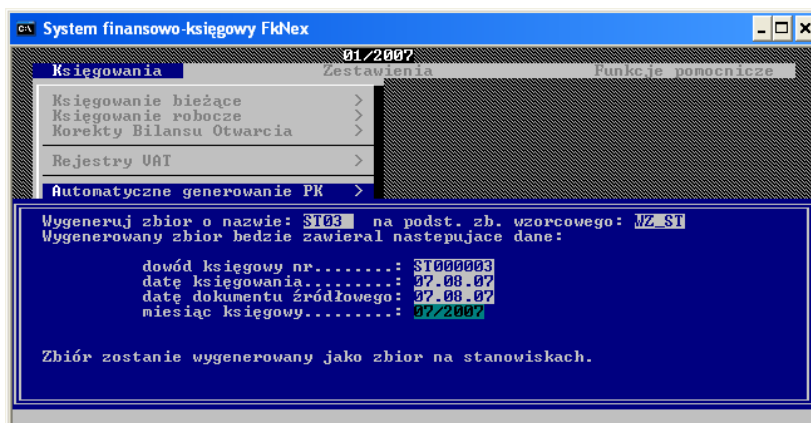 System finansowo-księgowy FkNex
01/2007
Księgowania Zestawienia Funkcje pomocnicze
Księgowanie bieżące >
Księgowanie robocze >
Korekty Bilansu Otwarcia >
Rejestry VAT >
Automatyczne generowanie PK >
Wygeneruj zbior o nazwie: ST03 na podst. zb. wzorcowego: WZ_ST
Wygenerowany zbior bedzie zawieral nastepujace dane:
dowód księgowy nr........: ST000003
datę księgowania.........: 07.08.07
datę dokumentu źródłowego: 07.08.07
miesiąc księgowy.........: 07/2007
Zbiór zostanie wygenerowany jako zbior na stanowiskach.